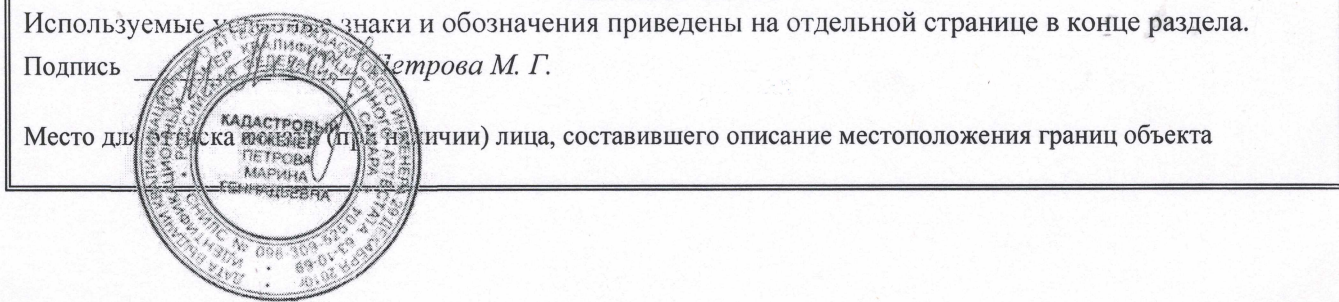 Используемые условные знаки и обозначения приведены на отдельной странице в конце раздела.
Подпись Петрова М. Г.
Место для оттиска печати (при наличии) лица, составившего описание местоположения границ объекта
КАДАСТРОВЫЙ
ИНЖЕНЕР
ПЕТРОВА
МАРИНА
ГЕННАДЬЕВНА